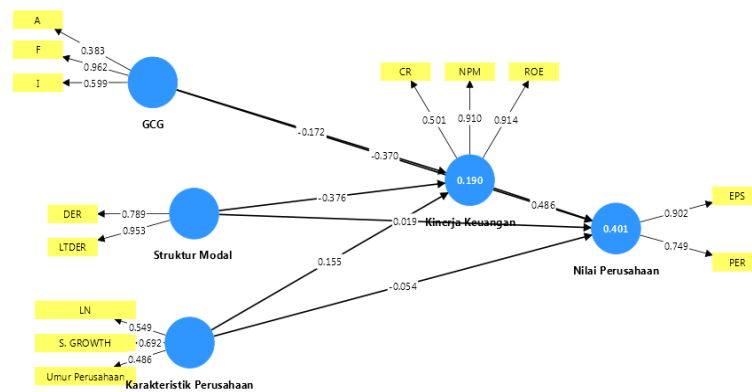 A
F
I
0.383
0.962
0.599
GCG
CR
NPM
ROE
0.501
0.910
0.914
-0.172
-0.370
0.190
Kinerja Keuangan
0.486
DER
LTDER
0.789
0.953
Struktur Modal
-0.376
0.019
0.155
-0.054
0.401
Nilai Perusahaan
EPS
PER
0.902
0.749
LN
S. GROWTH
Umur Perusahaan
0.549
0.692
0.486
Karakteristik Perusahaan